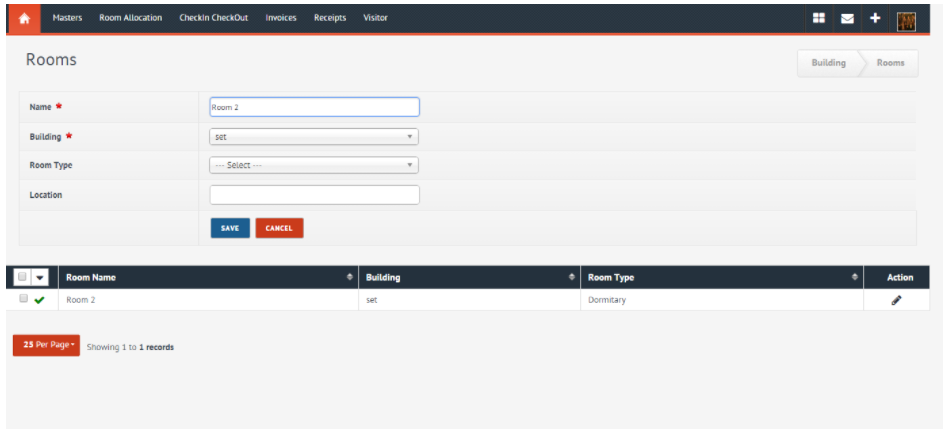 Masters Room Allocation CheckIn CheckOut Invoices Receipts Visitor
Rooms
Building Rooms
Name *
Room 2
Building *
set
Room Type
--- Select ---
Location
SAVE CANCEL
Room Name Building Room Type Action
Room 2 set Dormitary
25 Per Page
Showing 1 to 1 records